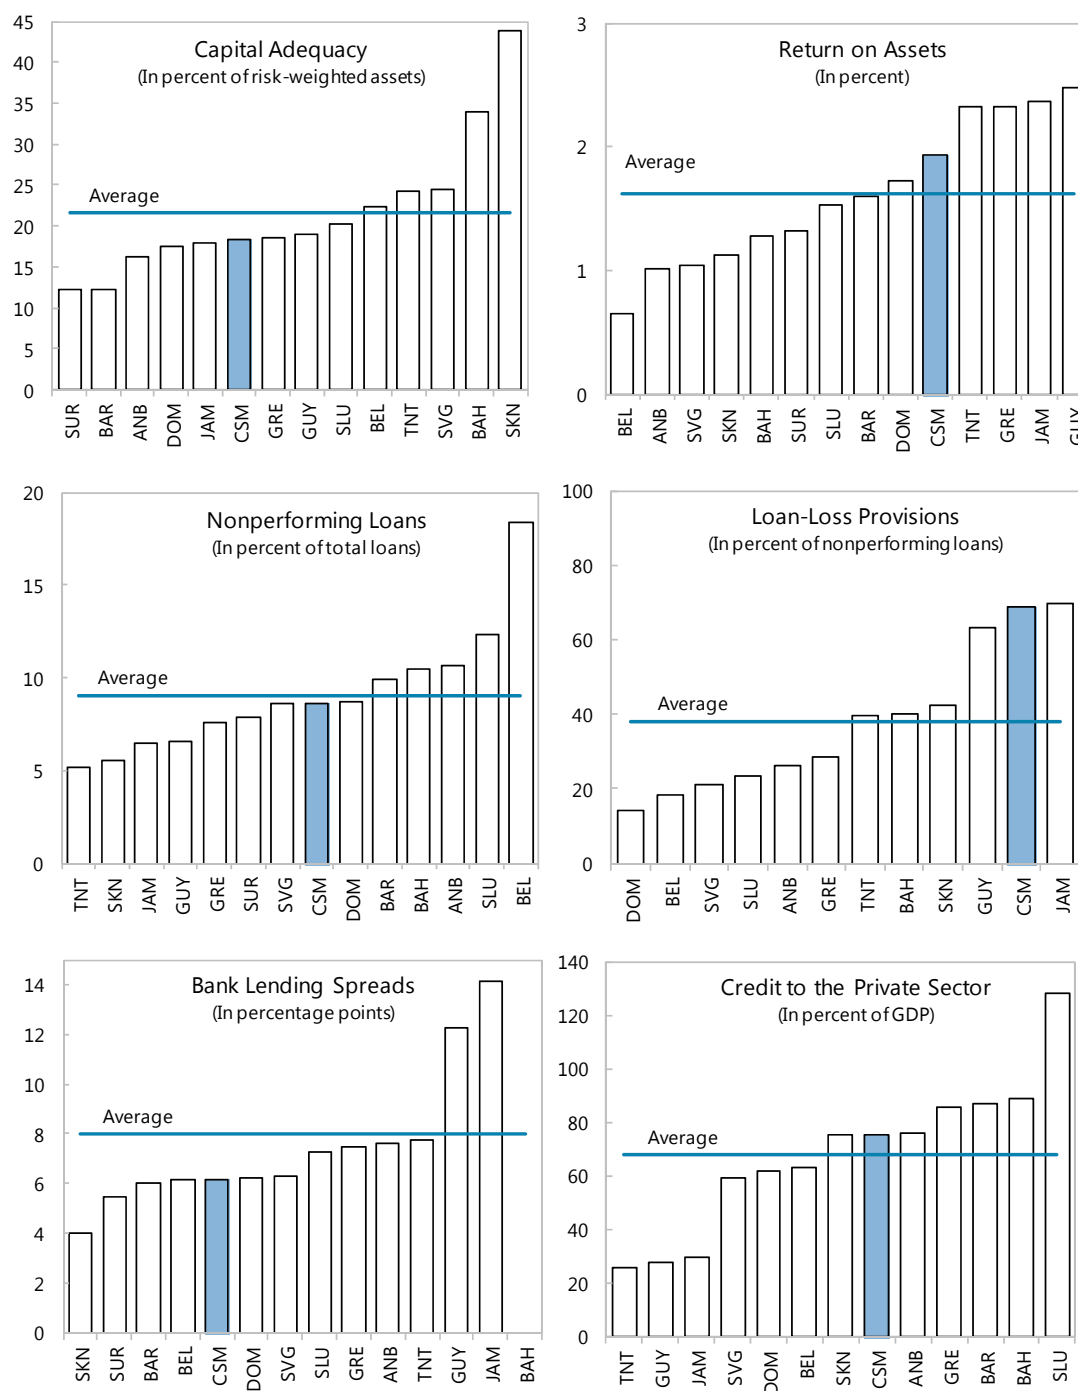 Capital Adequacy
(In percent of risk-weighted assets)
45
40
35
30
25
20
15
10
5
0
Average
SUR BAR ANB DOM JAM CSM GRE GUY SLU BEL TNT SVG BAH SKN
Return on Assets
(In percent)
3
2
1
0
Average
BEL ANB SVG SKN BAH SUR SLU BAR DOM CSM TNT GRE JAM GUY
Nonperforming Loans
(In percent of total loans)
20
15
10
5
0
Average
TNT SKN JAM GUY GRE SUR SVG CSM DOM BAR BAH ANB SLU BEL
Loan-Loss Provisions
(In percent of nonperforming loans)
100
80
60
40
20
0
Average
DOM BEL SVG SLU ANB GRE TNT BAH SKN GUY CSM JAM
Bank Lending Spreads
(In percentage points)
14
12
10
8
6
4
2
0
Average
SKN SUR BAR BEL CSM DOM SVG SLU GRE ANB TNT GUY JAM BAH
Credit to the Private Sector
(In percent of GDP)
140
120
100
80
60
40
20
0
Average
TNT GUY JAM SVG DOM BEL SKN CSM ANB GRE BAR BAH SLU